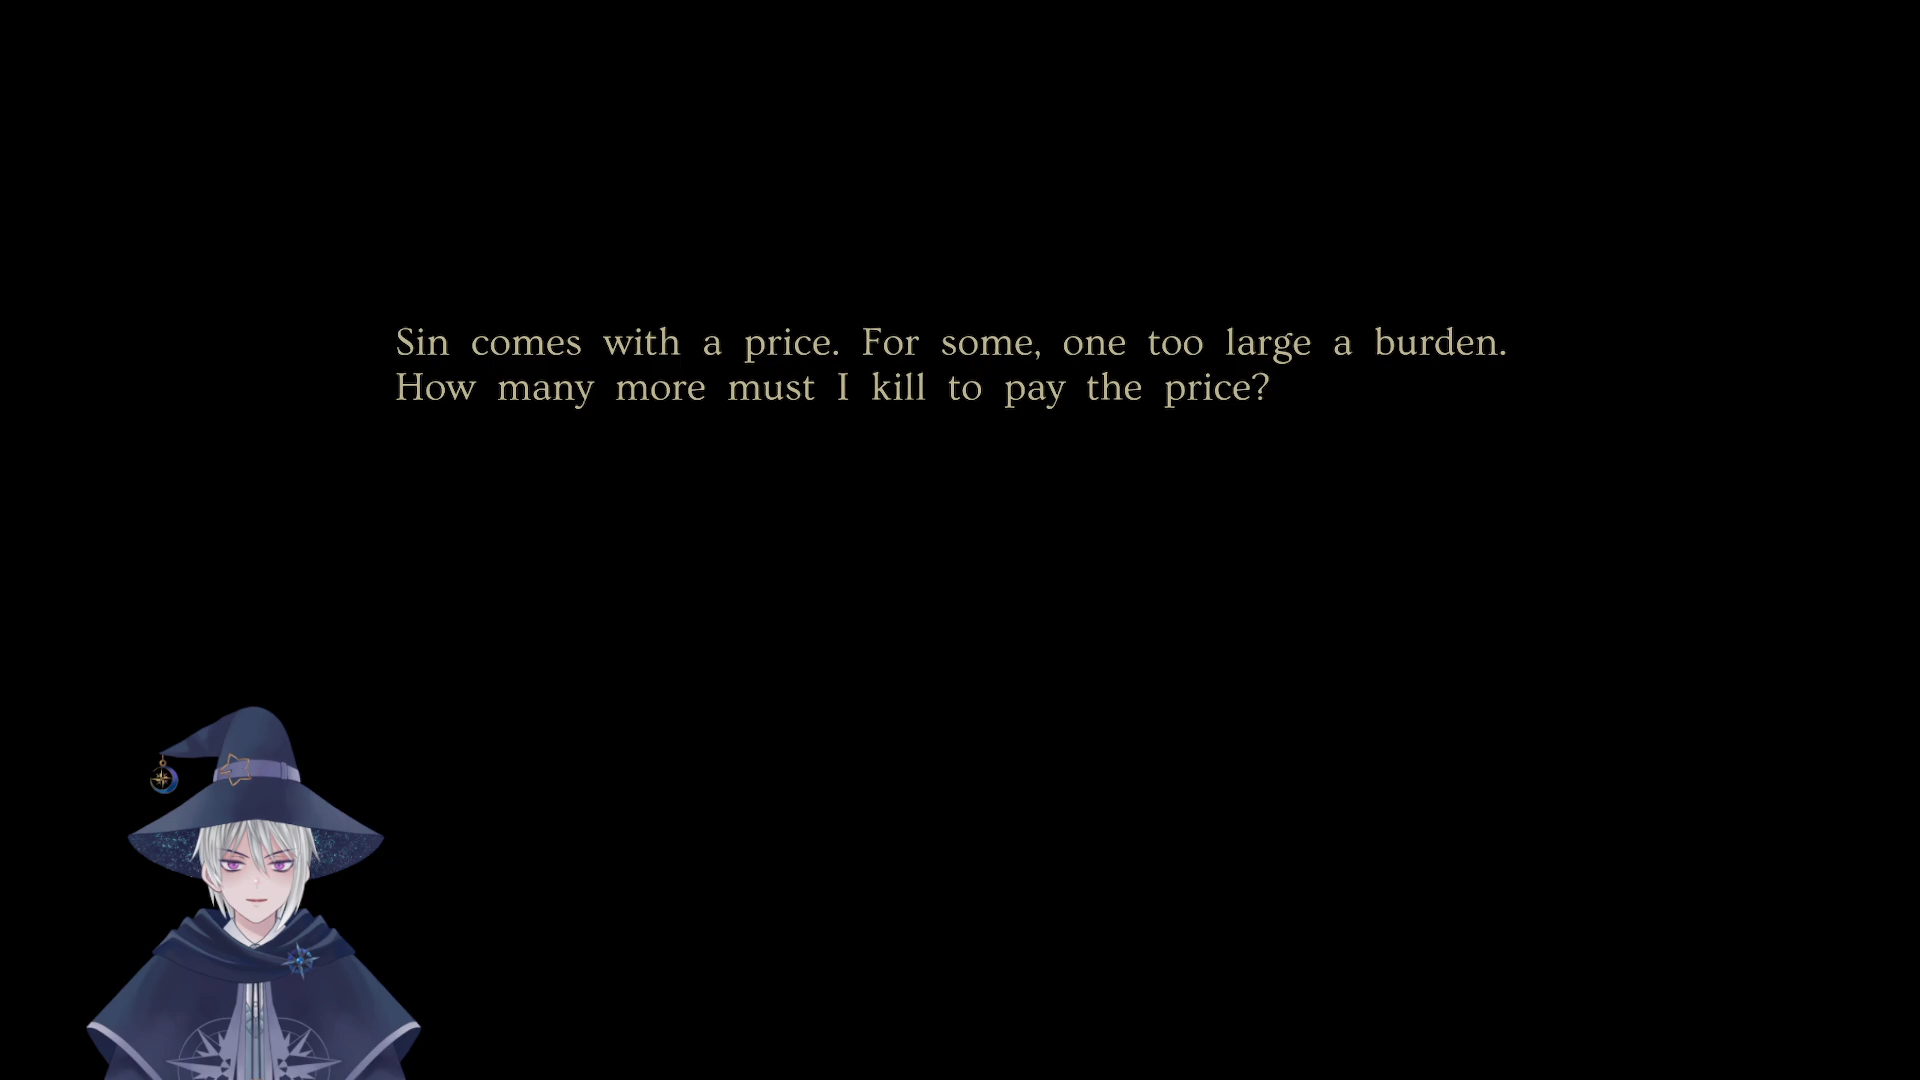 Sin comes with a price. For some, one too large a burden.
How many more must I kill to pay the price?